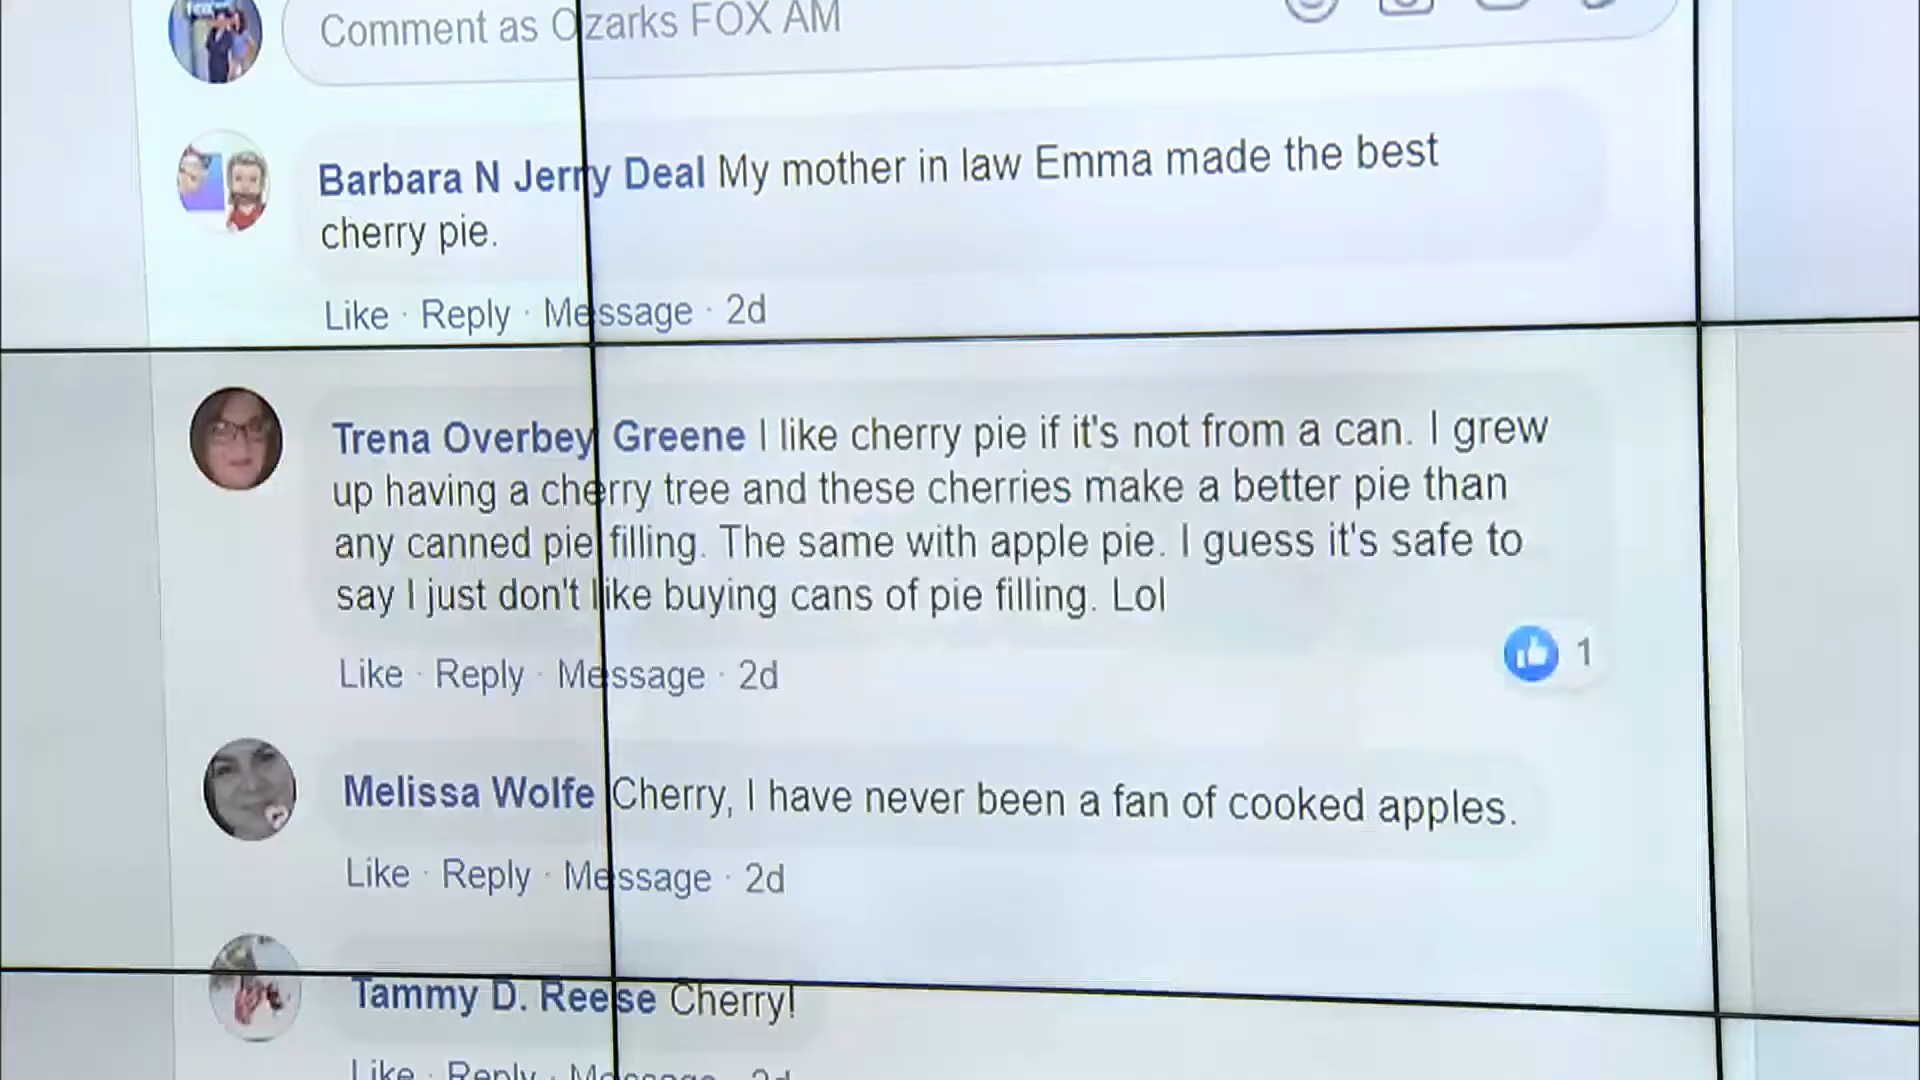 Comment as Ozarks FOX AM
Barbara N Jerry Deal My mother in law Emma made the best
cherry pie.
Like · Reply · Message · 2d
Trena Overbey Greene I like cherry pie if it's not from a can. I grew
up having a cherry tree and these cherries make a better pie than
any canned pie filling. The same with apple pie. I guess it's safe to
say I just don't like buying cans of pie filling. Lol
1
Like · Reply · Message · 2d
Melissa Wolfe Cherry, I have never been a fan of cooked apples.
Like · Reply · Message · 2d
Tammy D. Reese Cherry!
Like · Reply · Message · 2d